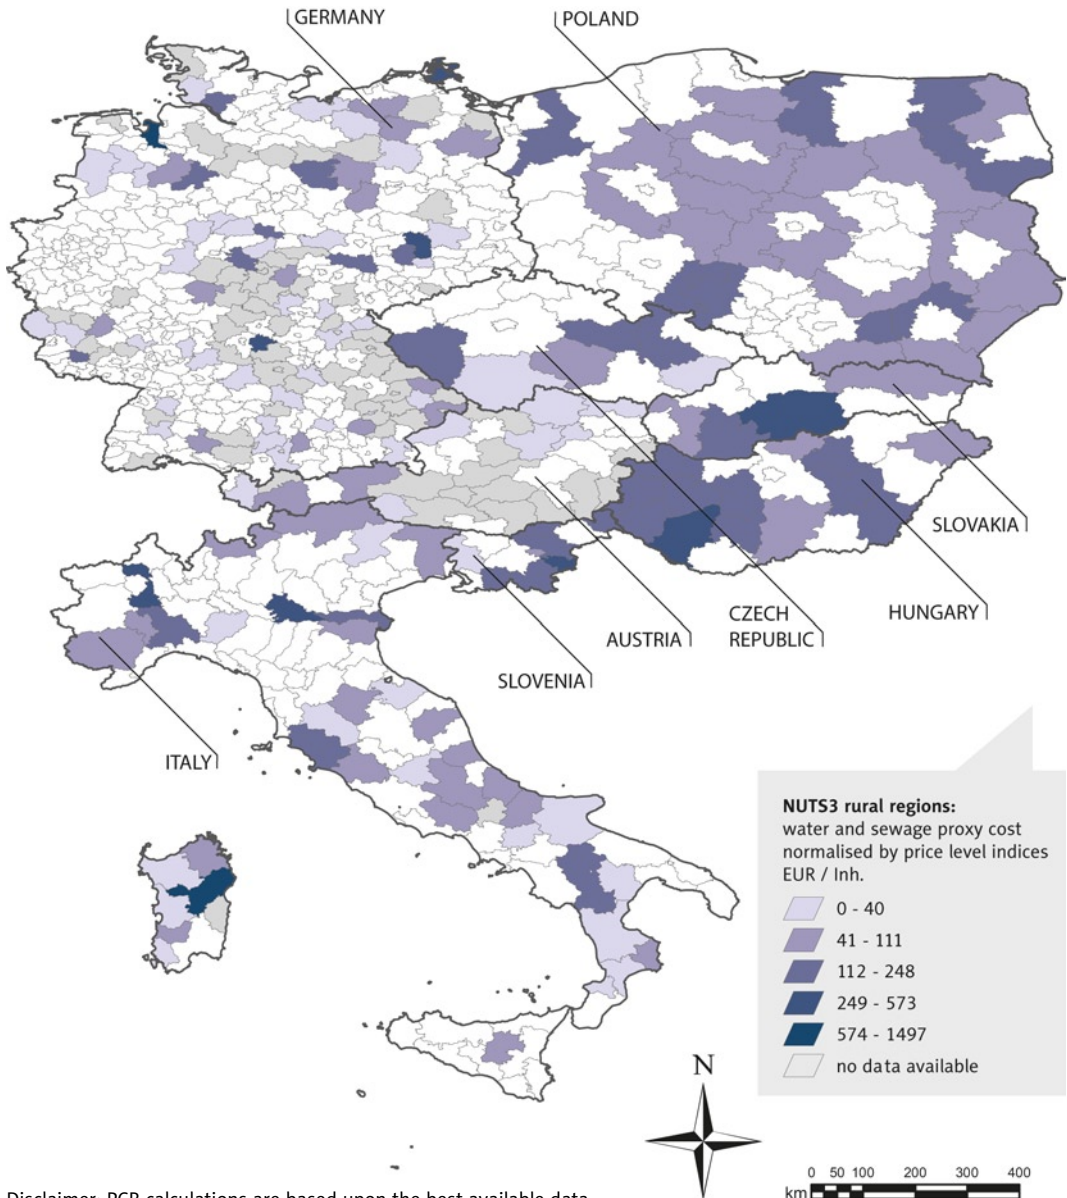 GERMANY
POLAND
SLOVAKIA
HUNGARY
CZECH
REPUBLIC
AUSTRIA
SLOVENIA
ITALY
NUTS3 rural regions:
water and sewage proxy cost
normalised by price level indices
EUR / Inh.
0 - 40
41 - 111
112 - 248
249 - 573
574 - 1497
no data available
N
0 50 100 200 300 400
km
Disclaimer: PCR calculations are based upon the best available data